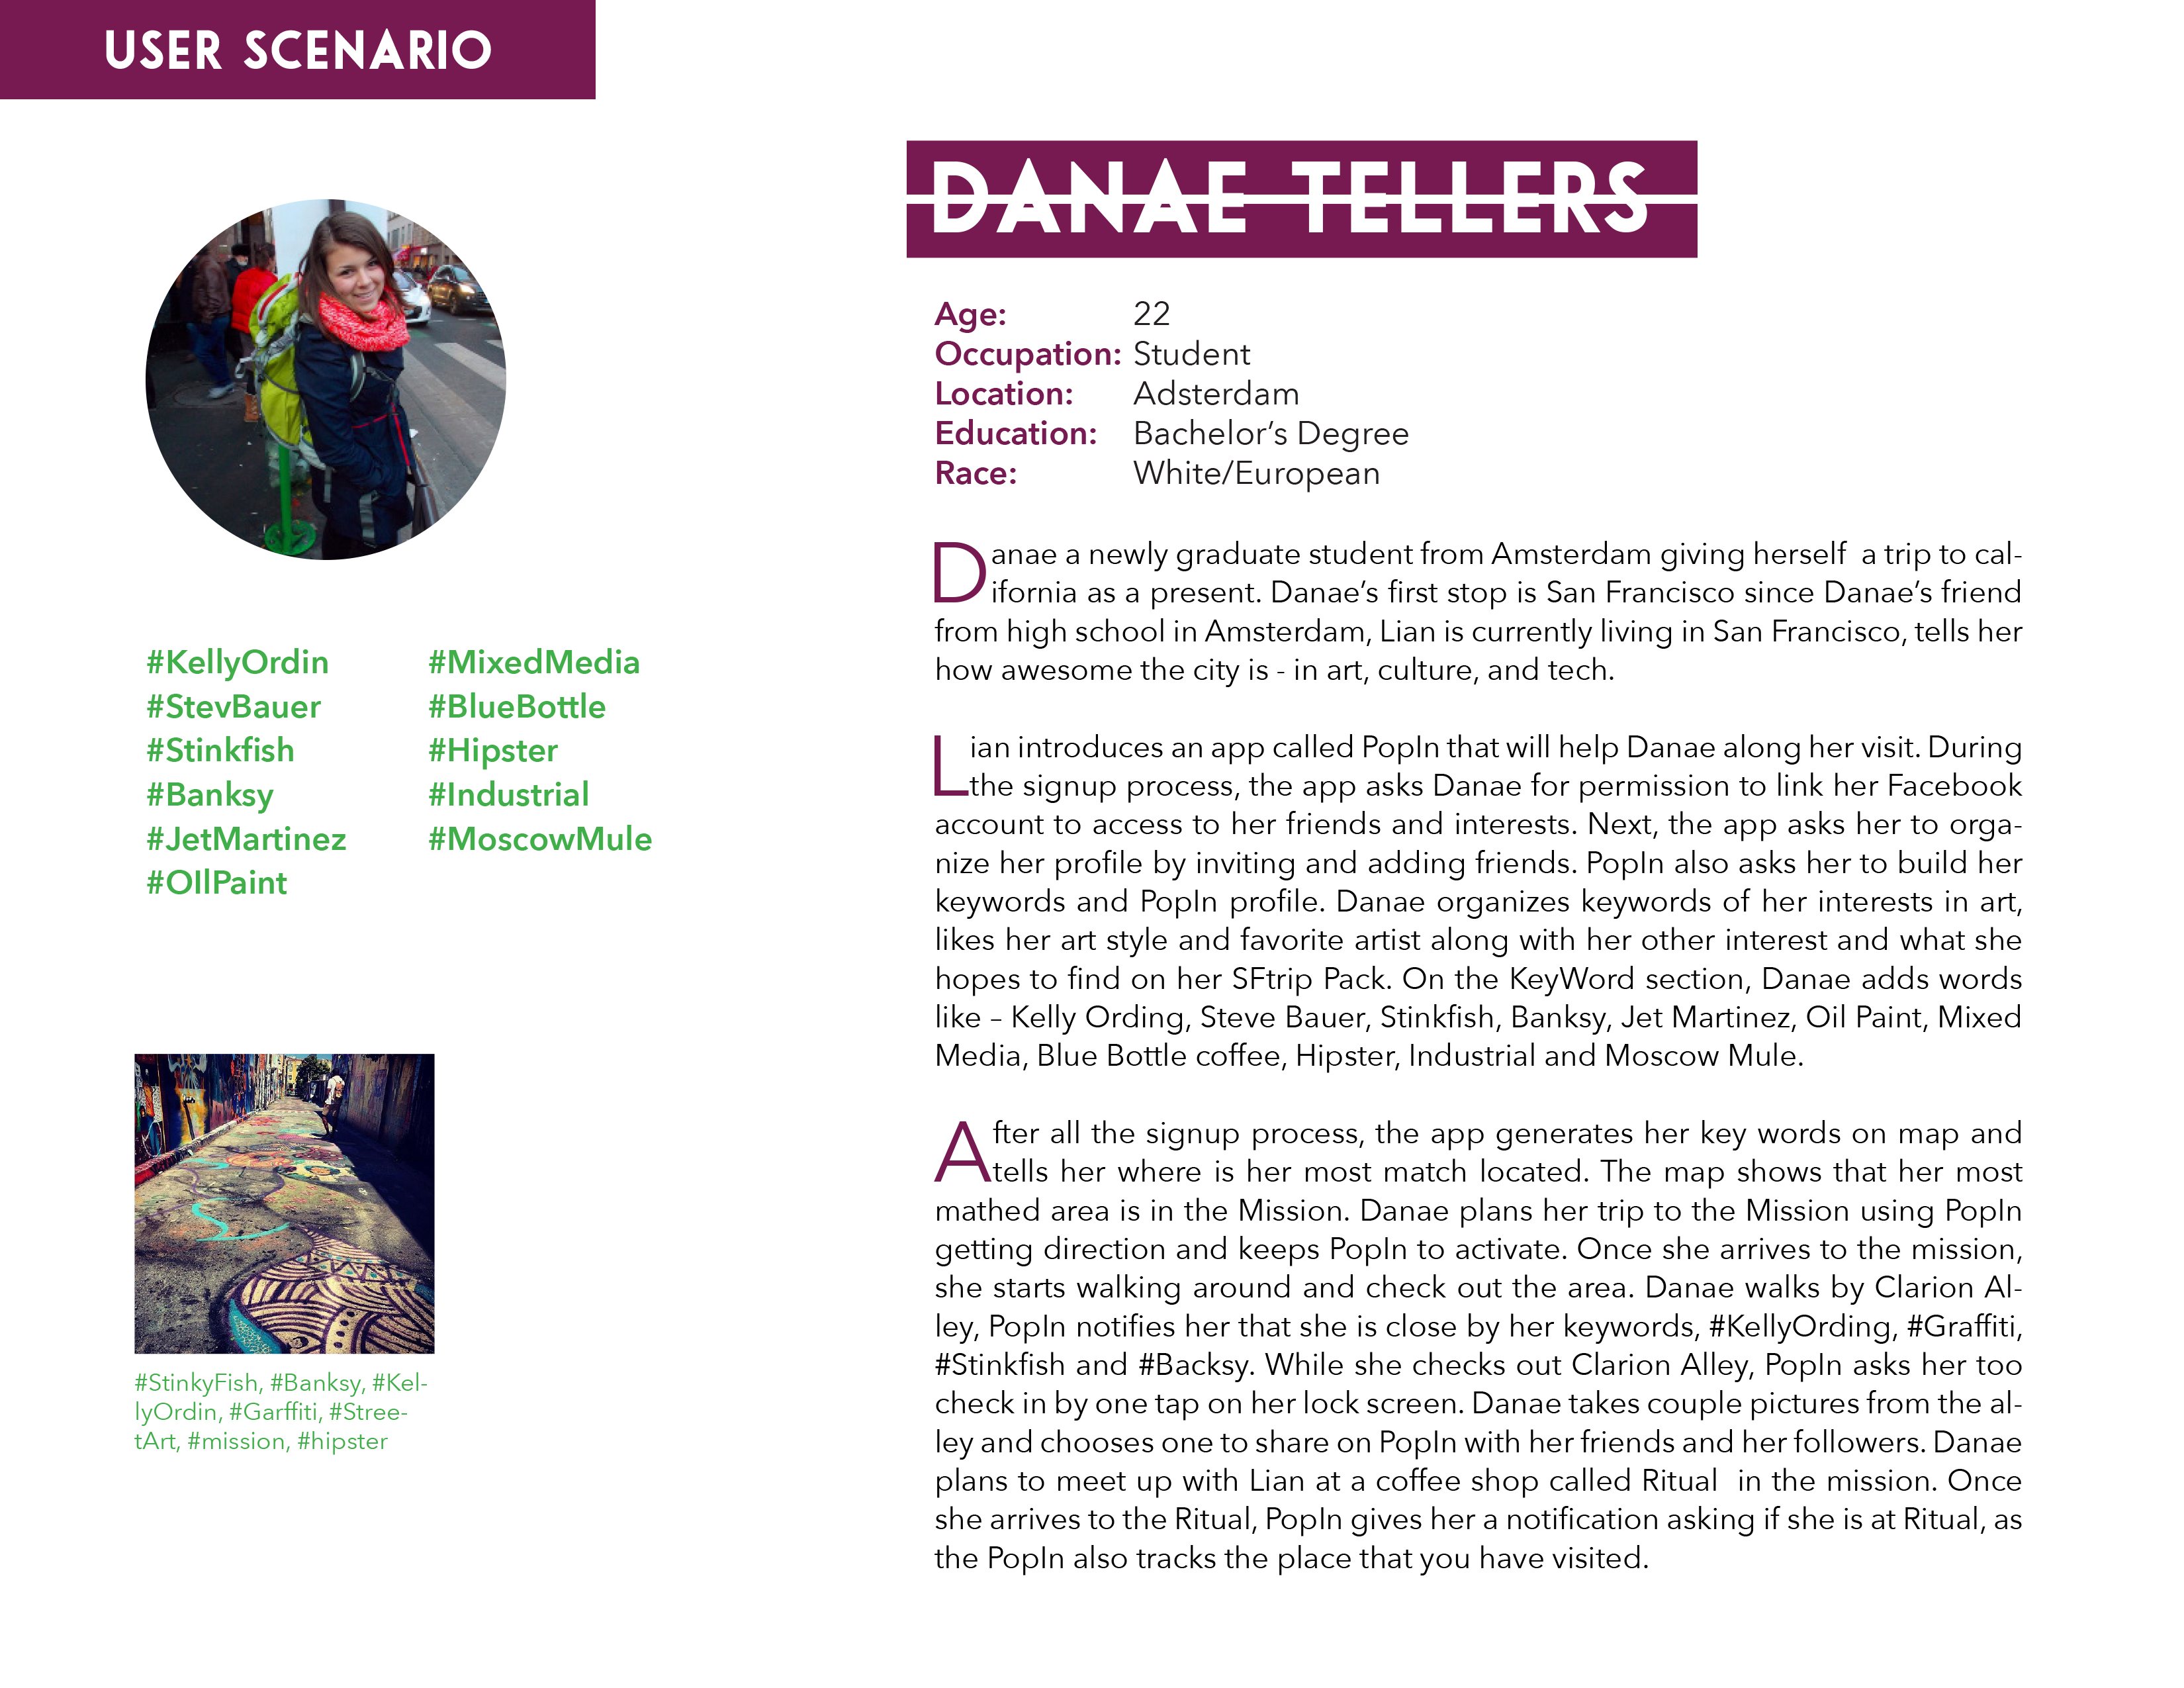 USER SCENARIO
DANAE TELLERS
Age: 22
Occupation: Student
Location: Adsterdam
Education: Bachelor’s Degree
Race: White/European
#KellyOrdin
#StevBauer
#Stinkfish
#Banksy
#JetMartinez
#OIlPaint
#MixedMedia
#BlueBottle
#Hipster
#Industrial
#MoscowMule
#StinkyFish, #Banksy, #Kel-
lyOrdin, #Garffiti, #Stree-
tArt, #mission, #hipster
Danae a newly graduate student from Amsterdam giving herself  a trip to cal-
ifornia as a present. Danae’s first stop is San Francisco since Danae’s friend
from high school in Amsterdam, Lian is currently living in San Francisco, tells her
how awesome the city is - in art, culture, and tech.
Lian introduces an app called PopIn that will help Danae along her visit. During
the signup process, the app asks Danae for permission to link her Facebook
account to access to her friends and interests. Next, the app asks her to orga-
nize her profile by inviting and adding friends. PopIn also asks her to build her
keywords and PopIn profile. Danae organizes keywords of her interests in art,
likes her art style and favorite artist along with her other interest and what she
hopes to find on her SFtrip Pack. On the KeyWord section, Danae adds words
like – Kelly Ording, Steve Bauer, Stinkfish, Banksy, Jet Martinez, Oil Paint, Mixed
Media, Blue Bottle coffee, Hipster, Industrial and Moscow Mule.
After all the signup process, the app generates her key words on map and
tells her where is her most match located. The map shows that her most
mathed area is in the Mission. Danae plans her trip to the Mission using PopIn
getting direction and keeps PopIn to activate. Once she arrives to the mission,
she starts walking around and check out the area. Danae walks by Clarion Al-
ley, PopIn notifies her that she is close by her keywords, #KellyOrding, #Graffiti,
#Stinkfish and #Backsy. While she checks out Clarion Alley, PopIn asks her too
check in by one tap on her lock screen. Danae takes couple pictures from the al-
ley and chooses one to share on PopIn with her friends and her followers. Danae
plans to meet up with Lian at a coffee shop called Ritual  in the mission. Once
she arrives to the Ritual, PopIn gives her a notification asking if she is at Ritual, as
the PopIn also tracks the place that you have visited.